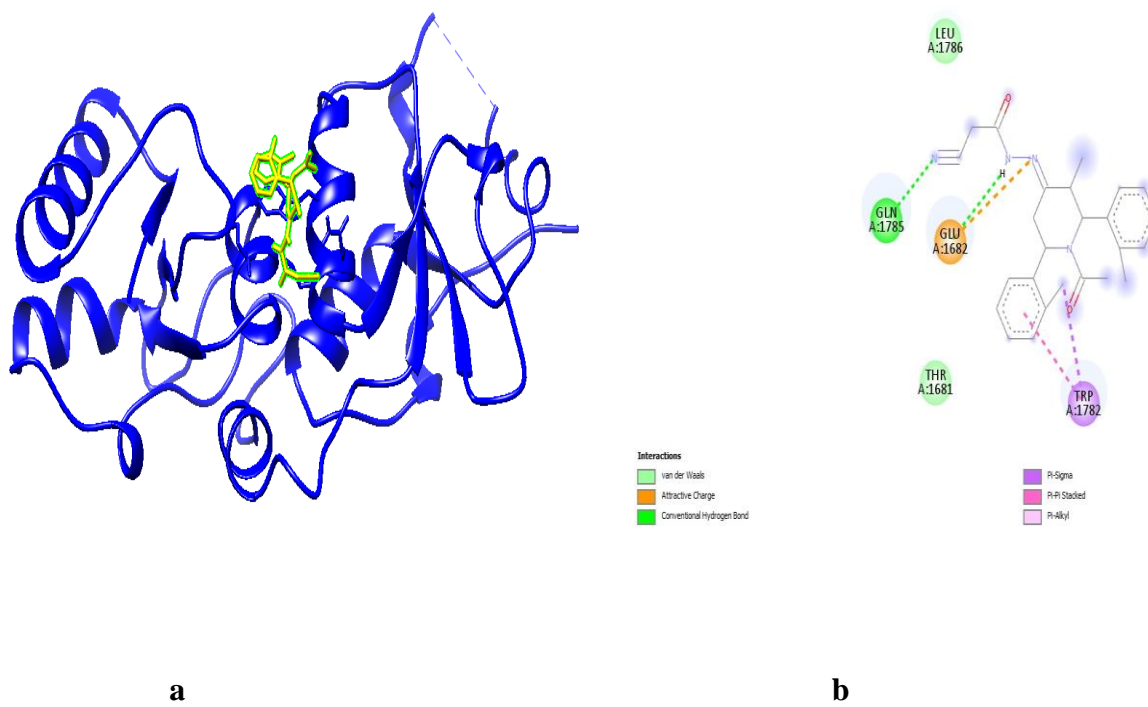 LEU
A:1786
O
N
N
H
N
GLN
A:1785
GLU
A:1682
N
O
THR
A:1681
TRP
A:1782
Interactions
van der Waals
Attractive Charge
Conventional Hydrogen Bond
Pi-Sigma
Pi-Pi Stacked
Pi-Alkyl
a
b